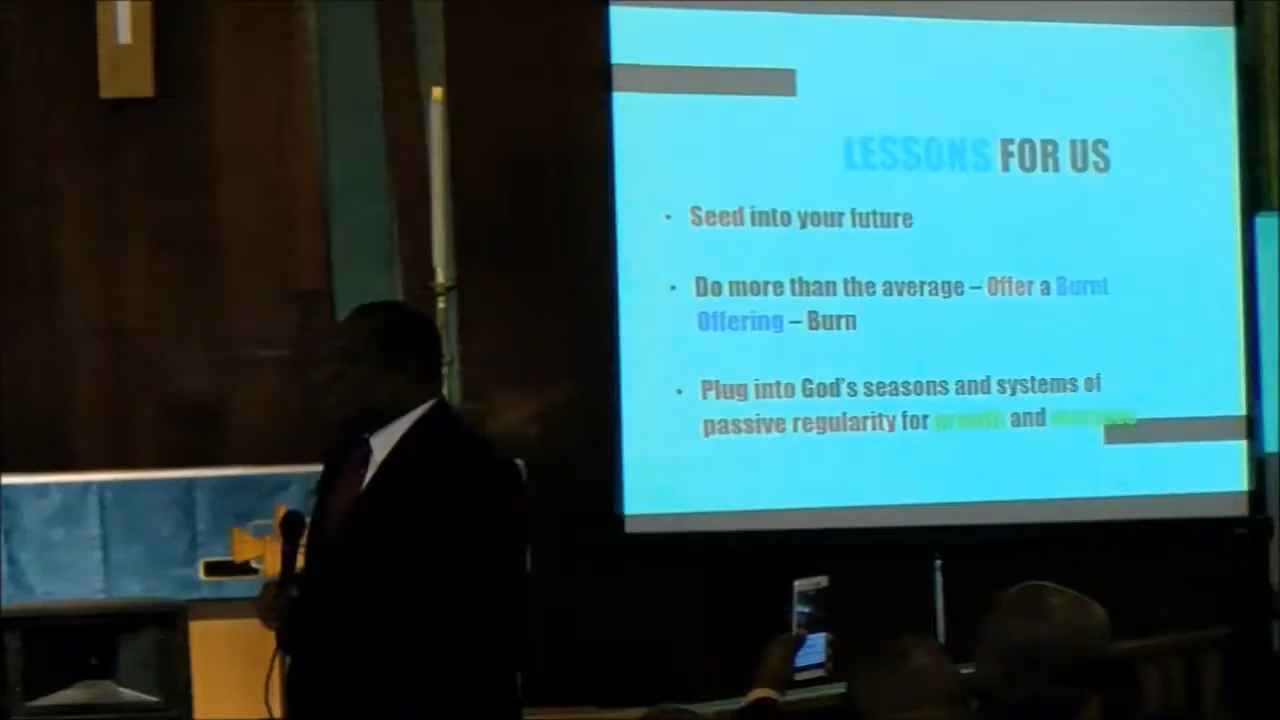 LESSONS FOR US
• Seed into your future
• Do more than the average – Offer a Burnt
Offering – Burn
• Plug into God's seasons and systems of
passive regularity for growth and